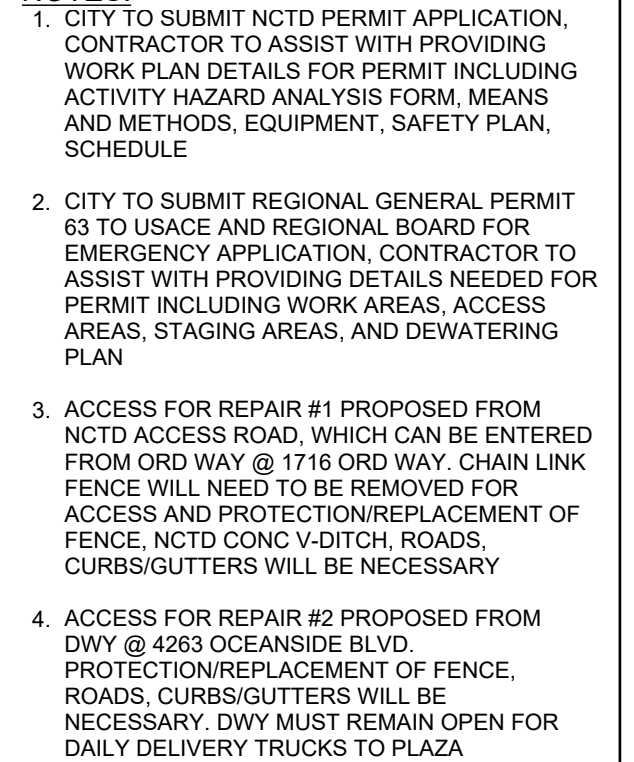 NOTES:
1. CITY TO SUBMIT NCTD PERMIT APPLICATION,
CONTRACTOR TO ASSIST WITH PROVIDING
WORK PLAN DETAILS FOR PERMIT INCLUDING
ACTIVITY HAZARD ANALYSIS FORM, MEANS
AND METHODS, EQUIPMENT, SAFETY PLAN,
SCHEDULE
2. CITY TO SUBMIT REGIONAL GENERAL PERMIT
63 TO USACE AND REGIONAL BOARD FOR
EMERGENCY APPLICATION, CONTRACTOR TO
ASSIST WITH PROVIDING DETAILS NEEDED FOR
PERMIT INCLUDING WORK AREAS, ACCESS
AREAS, STAGING AREAS, AND DEWATERING
PLAN
3. ACCESS FOR REPAIR #1 PROPOSED FROM
NCTD ACCESS ROAD, WHICH CAN BE ENTERED
FROM ORD WAY @ 1716 ORD WAY. CHAIN LINK
FENCE WILL NEED TO BE REMOVED FOR
ACCESS AND PROTECTION/REPLACEMENT OF
FENCE, NCTD CONC V-DITCH, ROADS,
CURBS/GUTTERS WILL BE NECESSARY
4. ACCESS FOR REPAIR #2 PROPOSED FROM
DWY @ 4263 OCEANSIDE BLVD.
PROTECTION/REPLACEMENT OF FENCE,
ROADS, CURBS/GUTTERS WILL BE
NECESSARY. DWY MUST REMAIN OPEN FOR
DAILY DELIVERY TRUCKS TO PLAZA